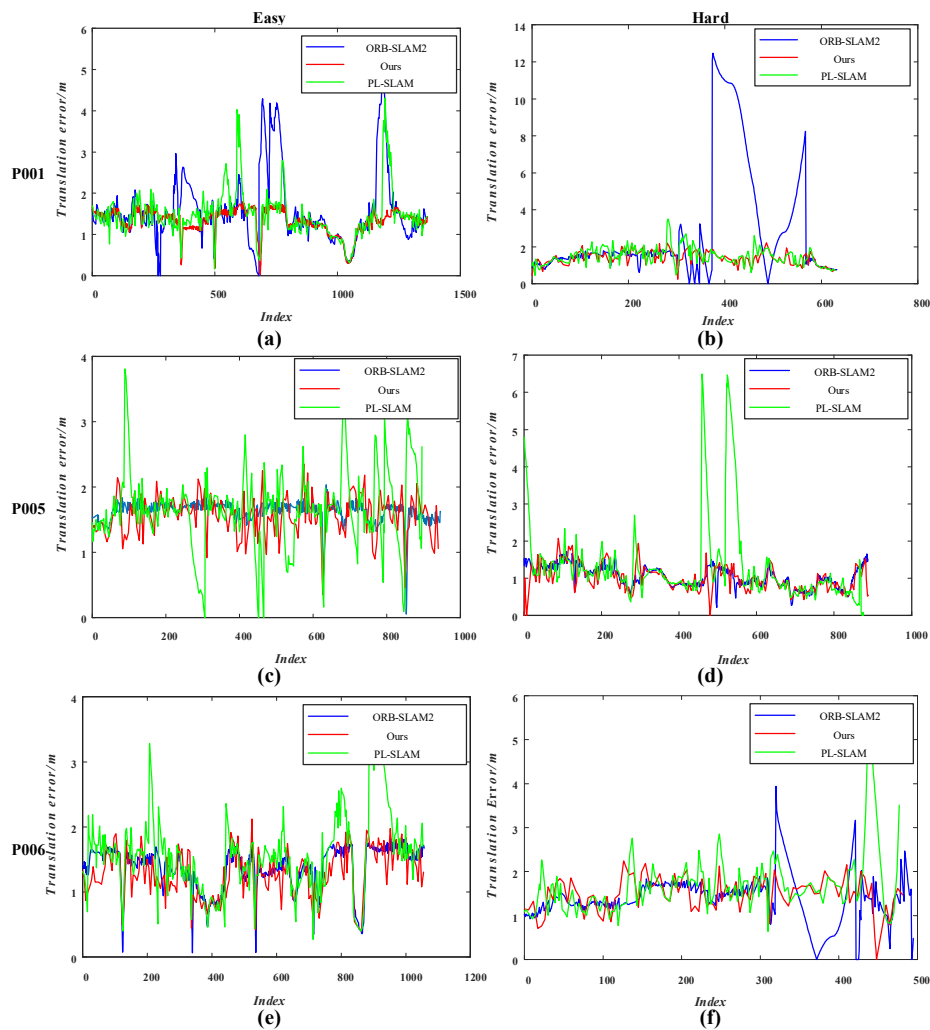 Easy
Hard
P001
Translation error/m
6
5
4
3
2
1
0
ORB-SLAM2
Ours
PL-SLAM
0
500
1000
1500
Index
(a)
Translation error/m
14
12
10
8
6
4
2
0
ORB-SLAM2
Ours
PL-SLAM
0
200
400
600
800
Index
(b)
P005
Translation error/m
4
3
2
1
0
ORB-SLAM2
Ours
PL-SLAM
0
200
400
600
800
1000
Index
(c)
Translation error/m
7
6
5
4
3
2
1
0
ORB-SLAM2
Ours
PL-SLAM
0
200
400
600
800
1000
Index
(d)
P006
Translation error/m
4
3
2
1
0
ORB-SLAM2
Ours
PL-SLAM
0
200
400
600
800
1000
1200
Index
(e)
Translation Error/m
6
5
4
3
2
1
0
ORB-SLAM2
Ours
PL-SLAM
0
100
200
300
400
500
Index
(f)